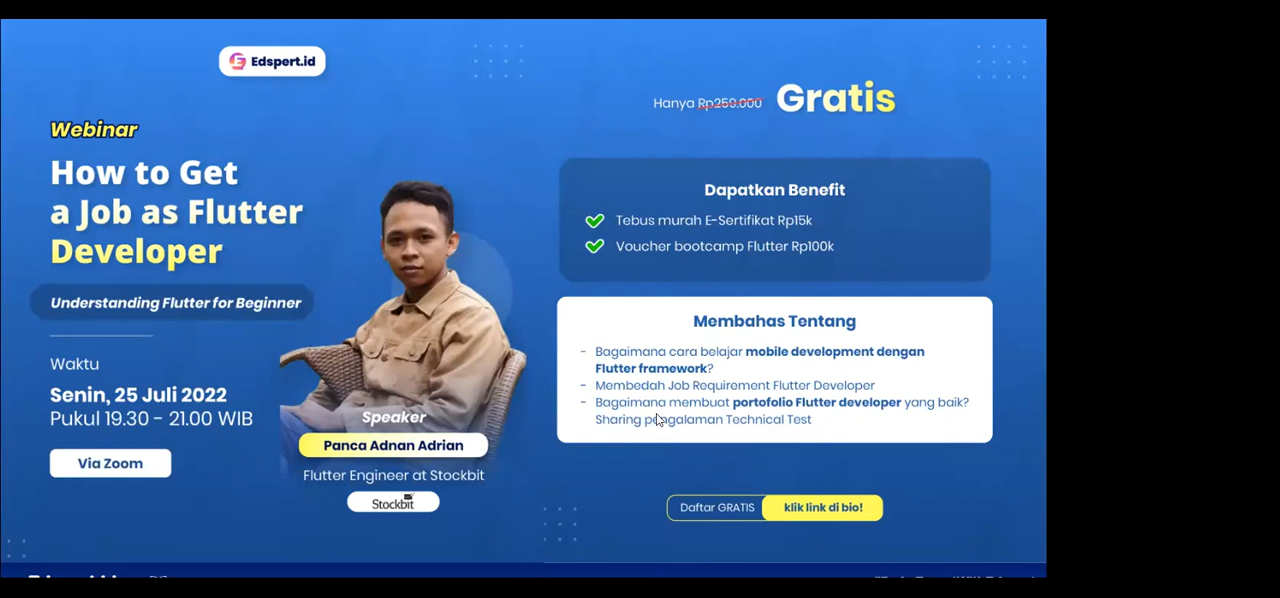 Edspert.id
Webinar
How to Get
a Job as Flutter
Developer
Understanding Flutter for Beginner
Waktu
Senin, 25 Juli 2022
Pukul 19.30 - 21.00 WIB
Via Zoom
Speaker
Panca Adnan Adrian
Flutter Engineer at Stockbit
Stockbit
Hanya Rp250.000 Gratis
Dapatkan Benefit
Tebus murah E-Sertifikat Rp15k
Voucher bootcamp Flutter Rp100k
Membahas Tentang
- Bagaimana cara belajar mobile development dengan
Flutter framework?
- Membedah Job Requirement Flutter Developer
- Bagaimana membuat portofolio Flutter developer yang baik?
Sharing pengalaman Technical Test
Daftar GRATIS klik link di bio!